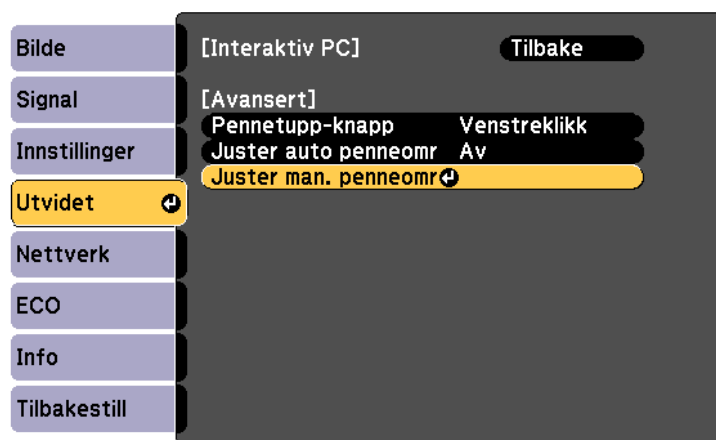 Bilde
Signal
Innstillinger
Utvidet
Nettverk
ECO
Info
Tilbakestill
[Interaktiv PC] Tilbake
[Avansert]
Pennetupp-knapp Venstreklikk
Juster auto penneomr Av
Juster man. penneomr